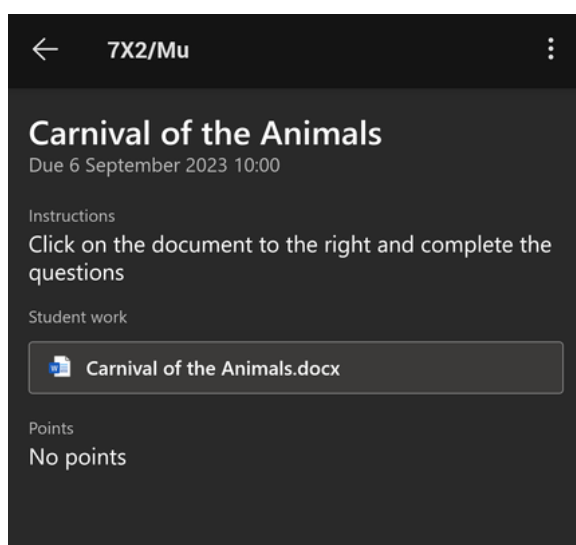 7X2/Mu
Carnival of the Animals
Due 6 September 2023 10:00
Instructions
Click on the document to the right and complete the
questions
Student work
Carnival of the Animals.docx
Points
No points